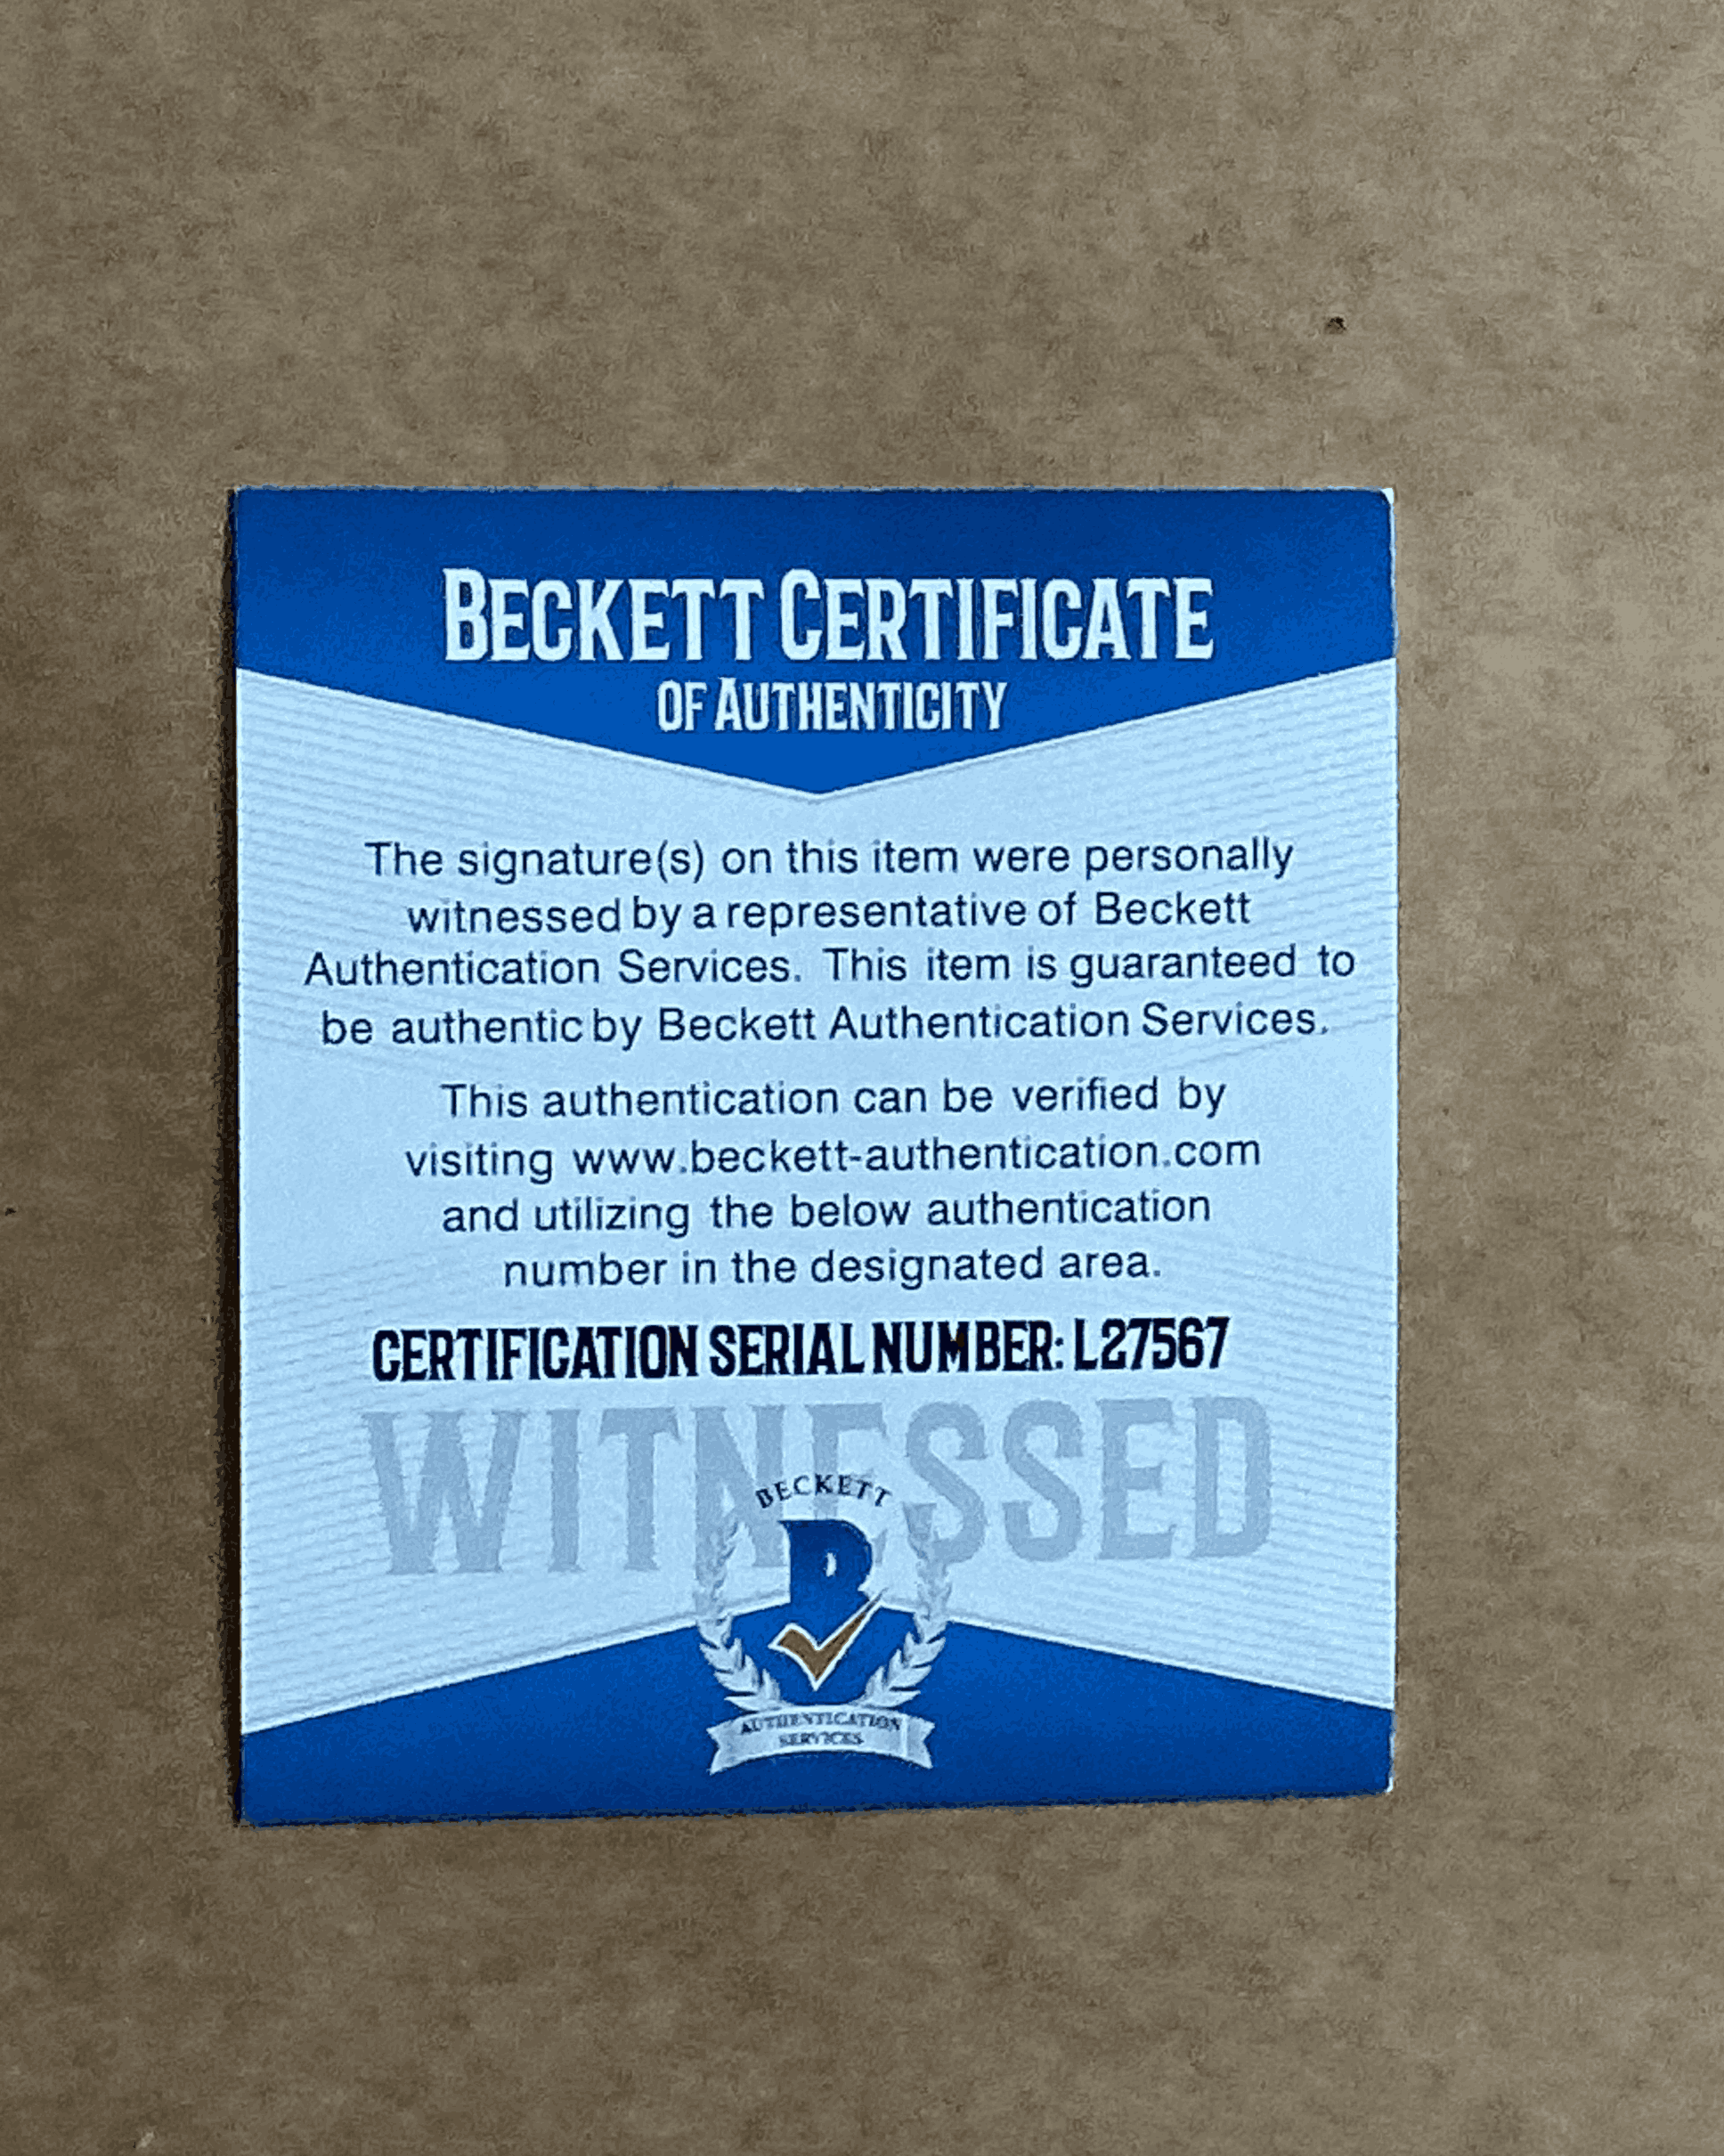 BECKETT CERTIFICATE
OF AUTHENTICITY
The signature(s) on this item were personally
witnessed by a representative of Beckett
Authentication Services. This item is guaranteed to
be authentic by Beckett Authentication Services.
This authentication can be verified by
visiting www.beckett-authentication.com
and utilizing the below authentication
number in the designated area.
CERTIFICATION SERIAL NUMBER: L27567
WITNESSED
BECKETT
B
AUTHENTICATION
SERVICES